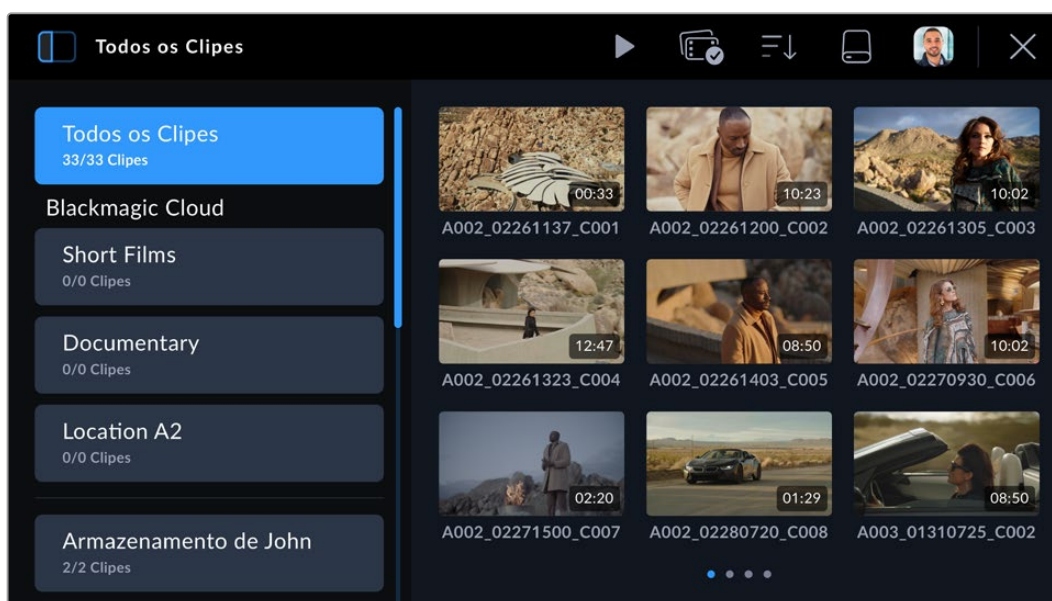 Todos os Clipes
Todos os Clipes
33/33 Clipes
Blackmagic Cloud
Short Films
0/0 Clipes
Documentary
0/0 Clipes
Location A2
0/0 Clipes
Armazenamento de John
2/2 Clipes
00:33
10:23
10:02
A002_02261137_C001
A002_02261200_C002
A002_02261305_C003
12:47
08:50
10:02
A002_02261323_C004
A002_02261403_C005
A002_02270930_C006
02:20
01:29
08:50
A002_02271500_C007
A002_02280720_C008
A003_01310725_C002